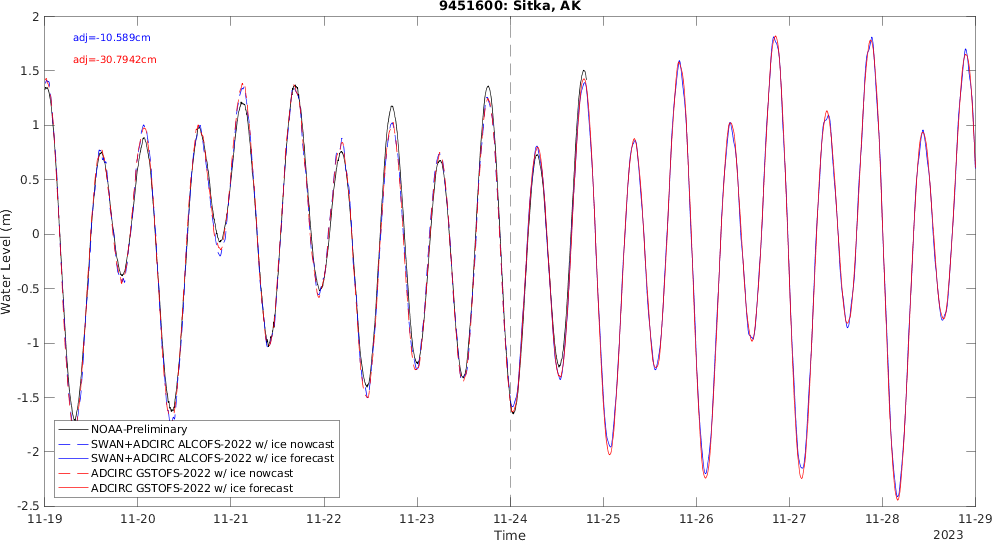 9451600: Sitka, AK
adj=-10.589cm
adj=-30.7942cm
Water Level (m)
2
1.5
1
0.5
0
-0.5
-1
-1.5
-2
-2.5
NOAA-Preliminary
SWAN+ADCIRC ALCOFS-2022 w/ ice nowcast
SWAN+ADCIRC ALCOFS-2022 w/ ice forecast
ADCIRC GSTOFS-2022 w/ ice nowcast
ADCIRC GSTOFS-2022 w/ ice forecast
11-19 11-20 11-21 11-22 11-23 11-24 11-25 11-26 11-27 11-28 11-29
Time
2023